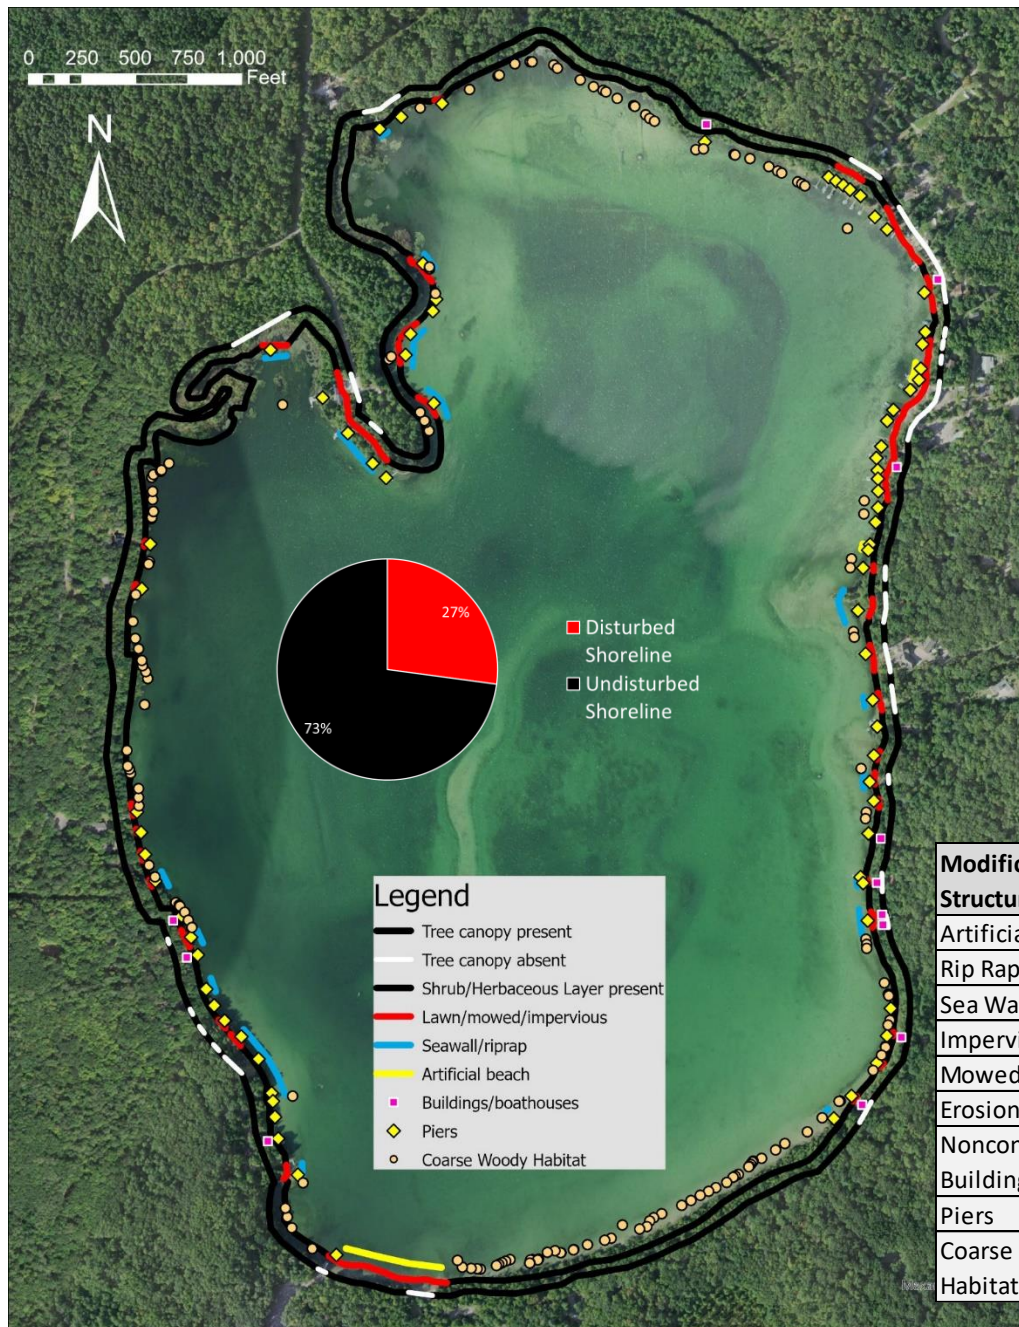 0 250 500 750 1,000
Feet
N
27%
73%
Disturbed
Shoreline
Undisturbed
Shoreline
Legend
Tree canopy present
Tree canopy absent
Shrub/Herbaceous Layer present
Lawn/mowed/impervious
Seawall/riprap
Artificial beach
Buildings/boathouses
Piers
Coarse Woody Habitat
Modific
Structu
Artificia
Rip Rap
Sea Wa
Impervi
Mowed
Erosion
Noncon
Building
Piers
Coarse
Habitat